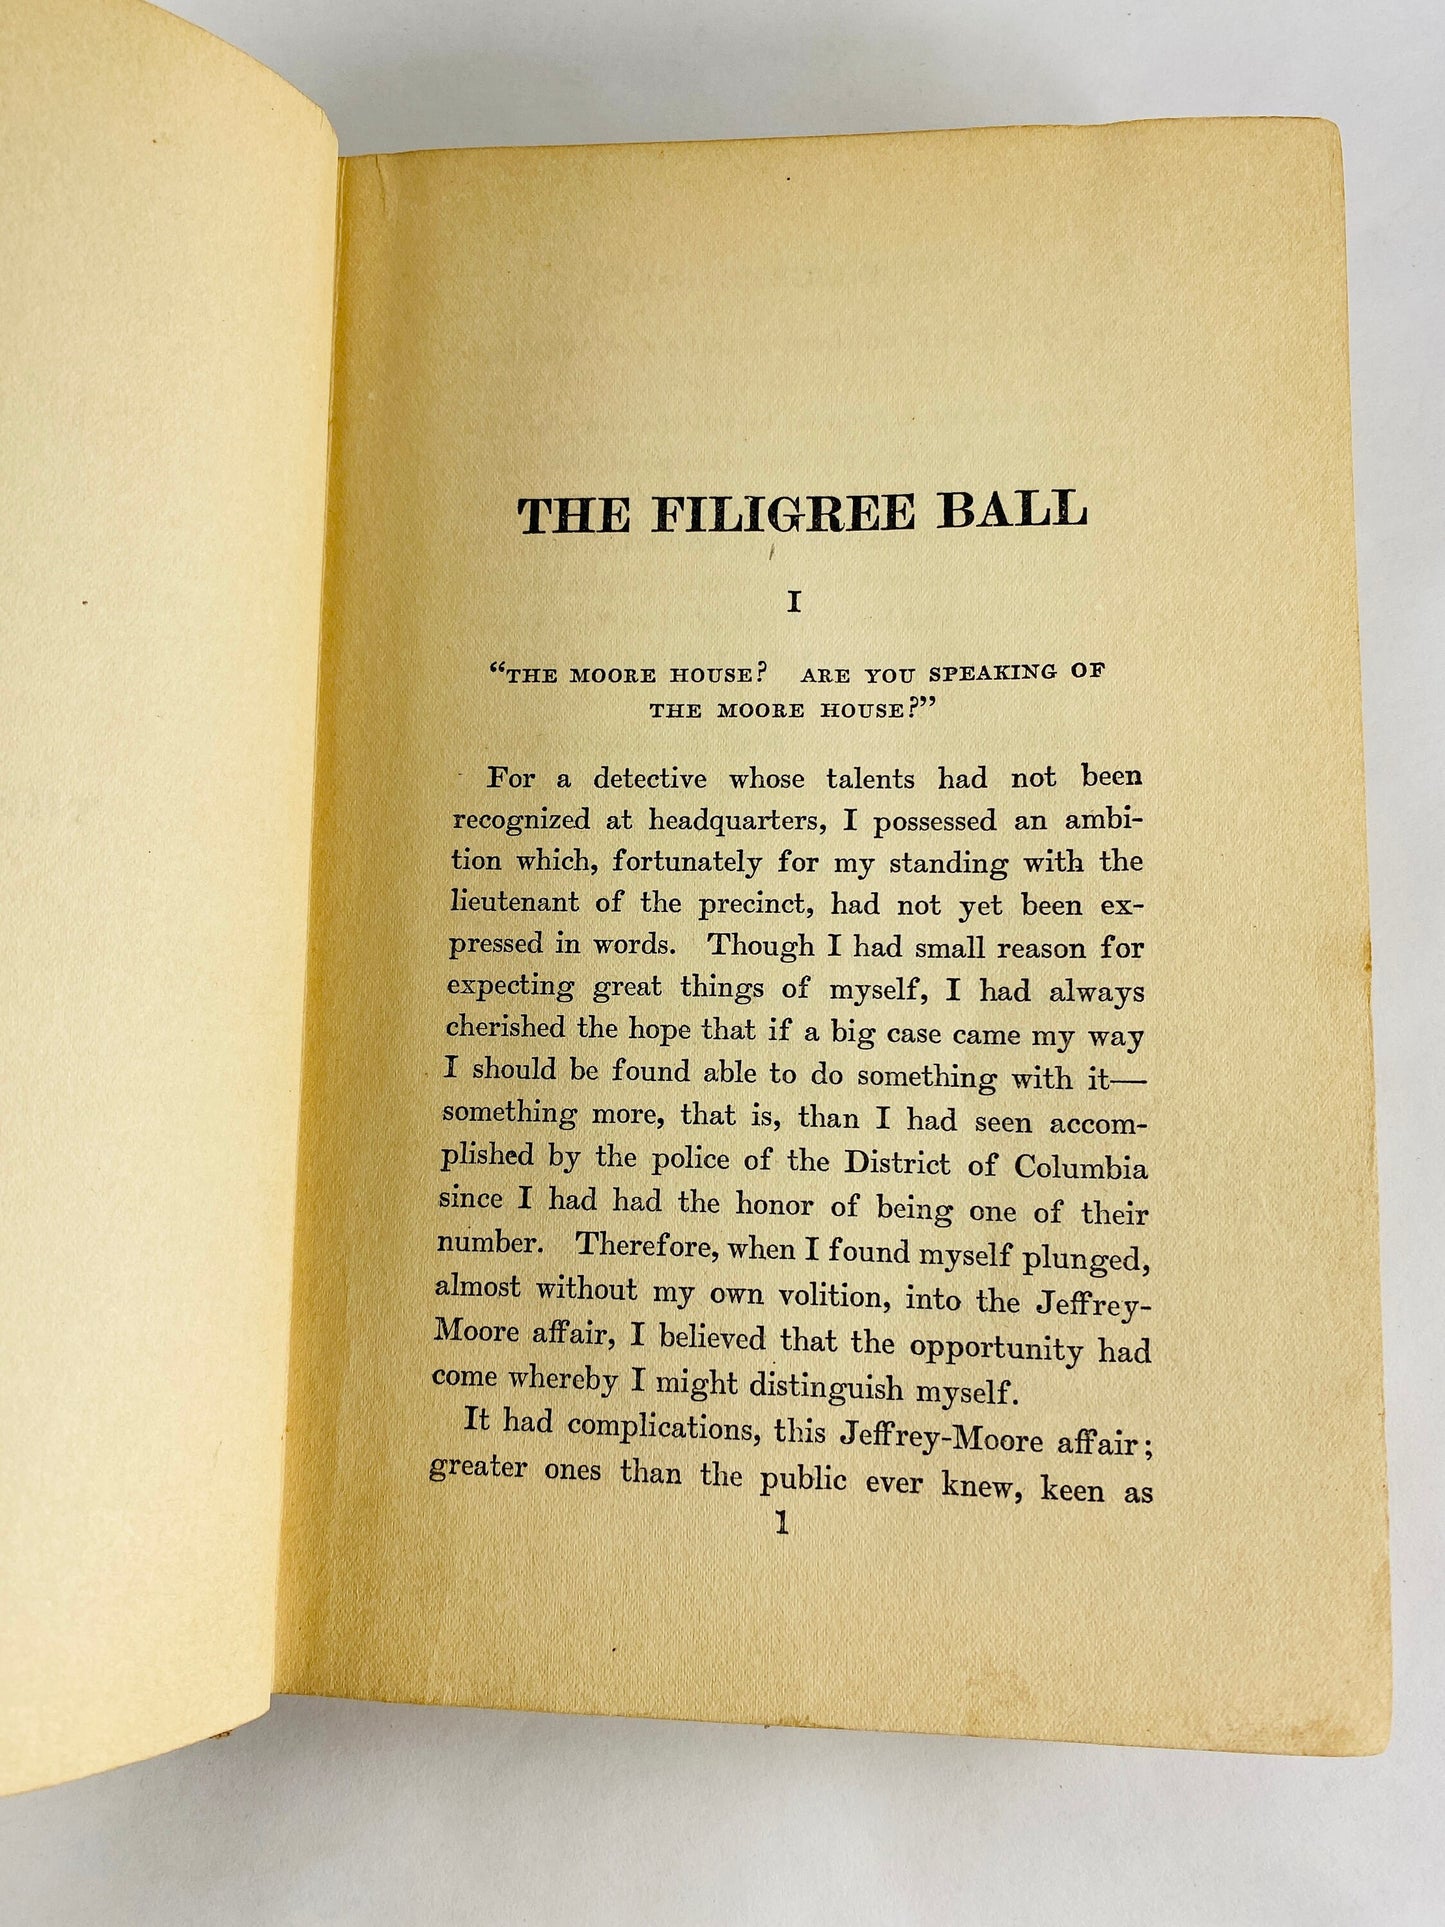 THE FILIGREE BALL
I
“THE MOORE HOUSE? ARE YOU SPEAKING OF
THE MOORE HOUSE?”
For a detective whose talents had not been
recognized at headquarters, I possessed an ambi-
tion which, fortunately for my standing with the
lieutenant of the precinct, had not yet been ex-
pressed in words. Though I had small reason for
expecting great things of myself, I had always
cherished the hope that if a big case came my way
I should be found able to do something with it—
something more, that is, than I had seen accom-
plished by the police of the District of Columbia
since I had had the honor of being one of their
number. Therefore, when I found myself plunged,
almost without my own volition, into the Jeffrey-
Moore affair, I believed that the opportunity had
come whereby I might distinguish myself.
It had complications, this Jeffrey-Moore affair;
greater ones than the public ever knew, keen as
1